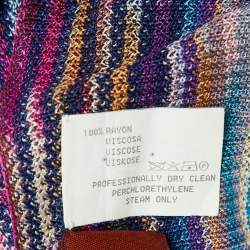 100% RAYON
VISCOSA
VISCOSE
VISKOSE
PROFESSIONALLY DRY CLEAN
PERCHLORETHYLENE
STEAM ONLY